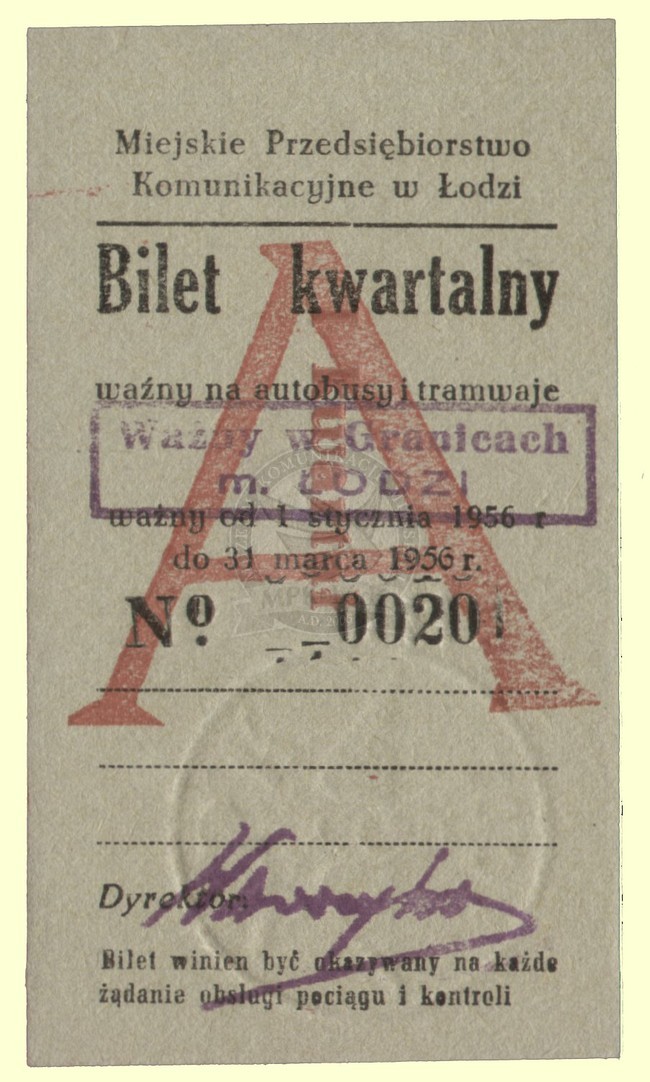 Miejskie Przedsiębiorstwo
Komunikacyjne w Łodzi
Bilet kwartalny
A
ważny na autobusy i tramwaje
Ważny w Granicach
m. ŁODZI
ważny od 1 stycznia 1956 r
do 31 marca 1956 r.
Nº 0020
Dyrektor:
Bilet winien być okazywany na każde
żądanie obsługi pociągu i kontroli